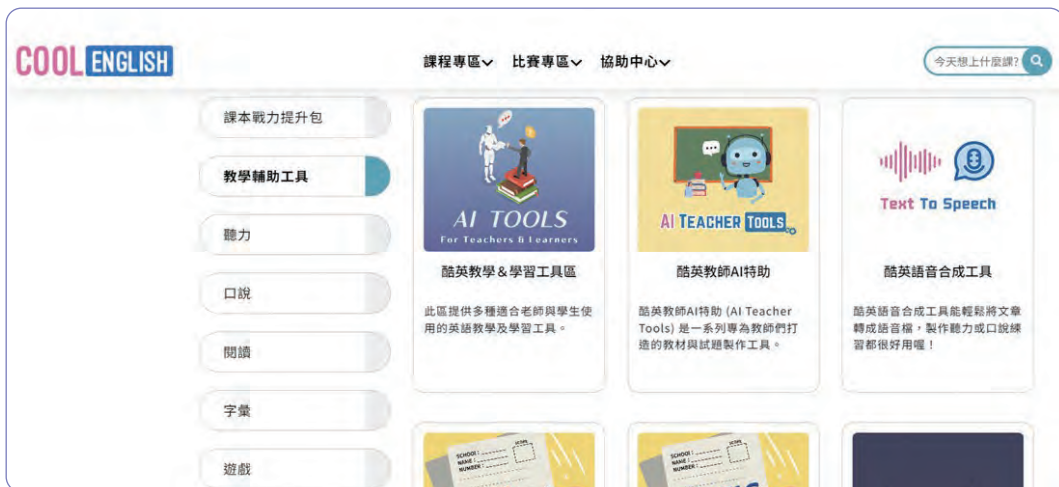 COOL ENGLISH
課程專區 比賽專區 協助中心
今天想上什麼課?
課本戰力提升包
教學輔助工具
聽力
口說
閱讀
字彙
遊戲
AI TOOLS
For Teachers & Learners
酷英教學&學習工具區
此區提供多種適合老師與學生使
用的英語教學及學習工具。
AI TEACHER TOOLS
酷英教師AI特助
酷英教師AI特助 (AI Teacher
Tools) 是一系列專為教師們打
造的教材與試題製作工具。
Text To Speech
酷英語音合成工具
酷英語音合成工具能輕鬆將文章
轉成語音檔,製作聽力或口說練
習都很好用喔!
SCHOOL:
NAME:
NUMBER:
SCORE
SCHOOL:
NAME:
NUMBER:
SCORE